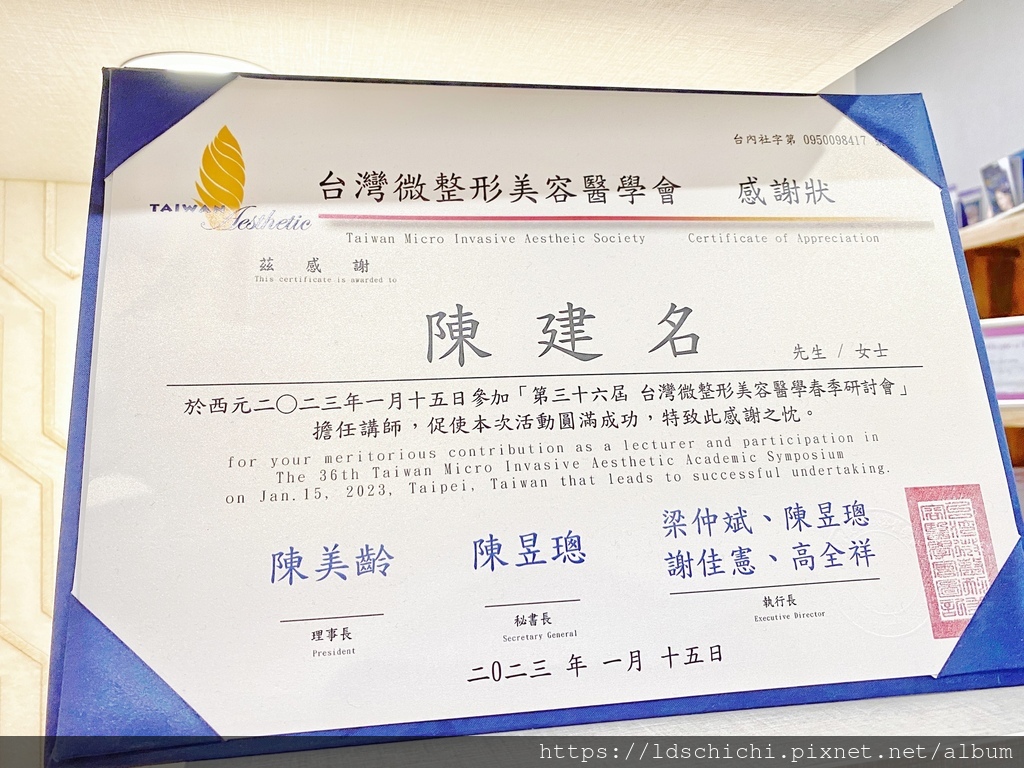 台內社字第 0950098417
TAIWAN
Aesthetic
台灣微整形美容醫學會 感謝狀
Taiwan Micro Invasive Aestheic Society Certificate of Appreciation
茲 感 謝
This certificate is awarded to
陳 建 名
先生 / 女士
於西元二〇二三年一月十五日參加「第三十六屆 台灣微整形美容醫學春季研討會」
擔任講師，促使本次活動圓滿成功，特致此感謝之忱。
for your meritorious contribution as a lecturer and participation in
The 36th Taiwan Micro Invasive Aesthetic Academic Symposium
on Jan.15, 2023, Taipei, Taiwan that leads to successful undertaking.
陳美齡 陳昱璁 梁仲斌、陳昱璁
謝佳憲、高全祥
理事長 秘書長 執行長
President Secretary General Executive Director
二〇二三 年 一月 十五日
https://ldschichi.pixnet.net/album